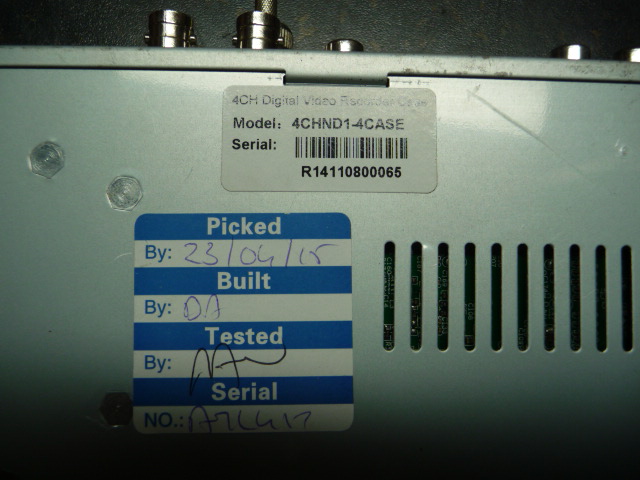 4CH Digital Video Recorder Case
Model: 4CHND1-4CASE
Serial:
R14110800065
Picked
By: 23/04/15
Built
By: DA
Tested
By:
Serial
NO.: